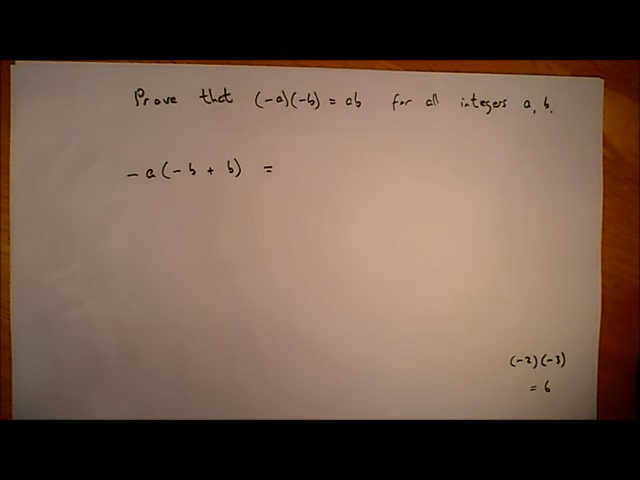 Prove that (-a)(-b) = ab for all integers a, b.
-a(-b + b) =
(-2)(-3)
= 6